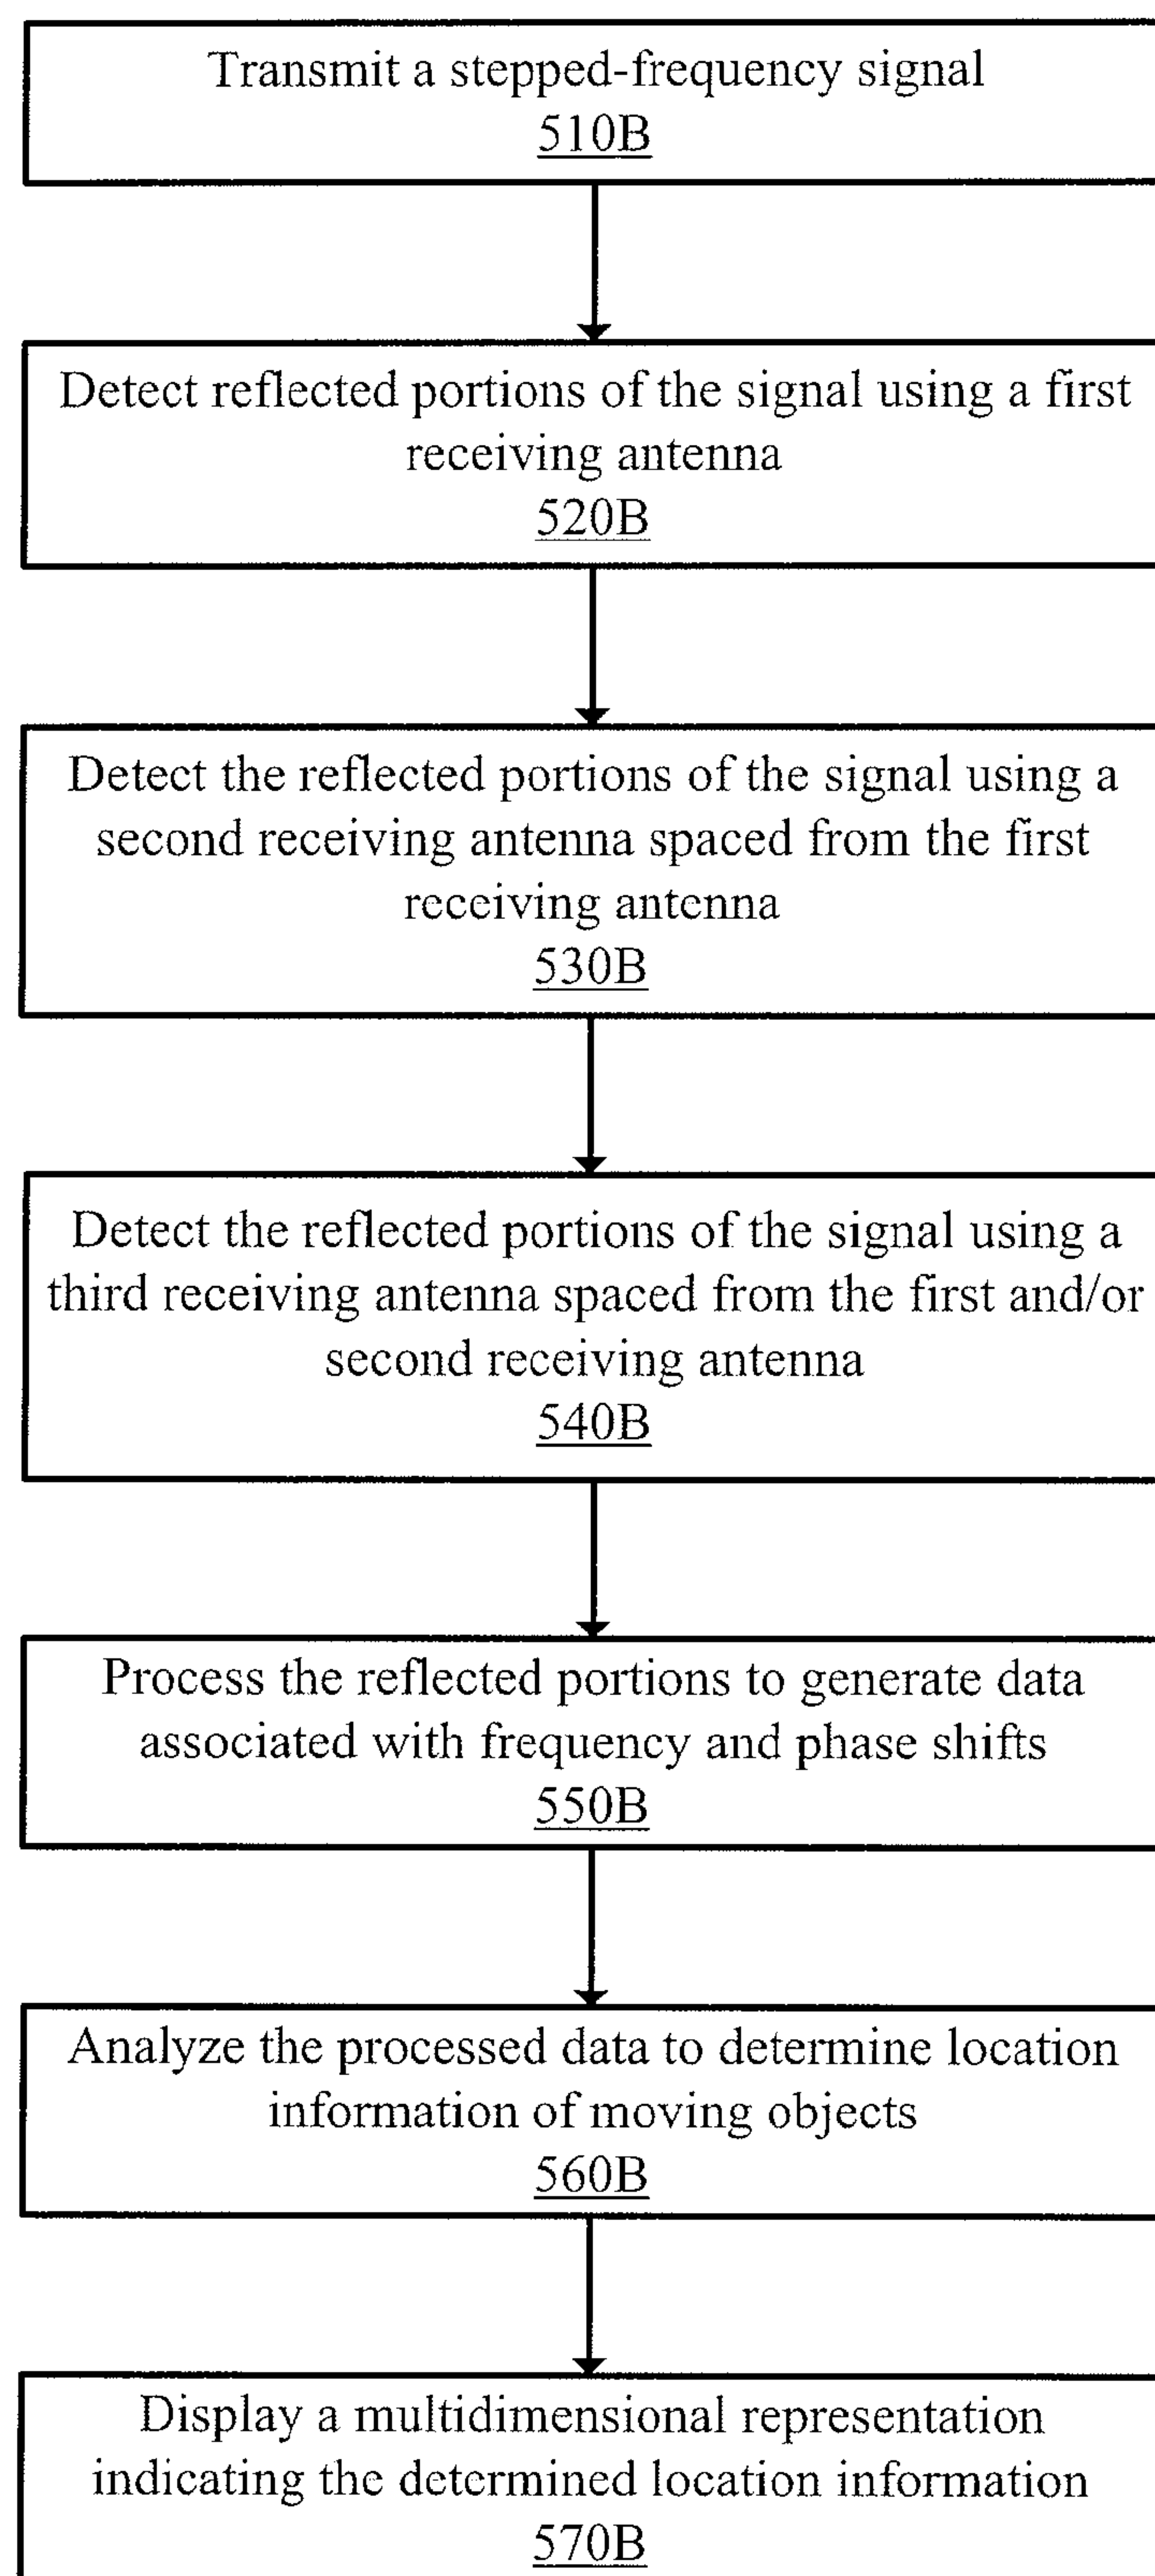 Transmit a stepped-frequency signal
510B
Detect reflected portions of the signal using a first
receiving antenna
520B
Detect the reflected portions of the signal using a
second receiving antenna spaced from the first
receiving antenna
530B
Detect the reflected portions of the signal using a
third receiving antenna spaced from the first and/or
second receiving antenna
540B
Process the reflected portions to generate data
associated with frequency and phase shifts
550B
Analyze the processed data to determine location
information of moving objects
560B
Display a multidimensional representation
indicating the determined location information
570B